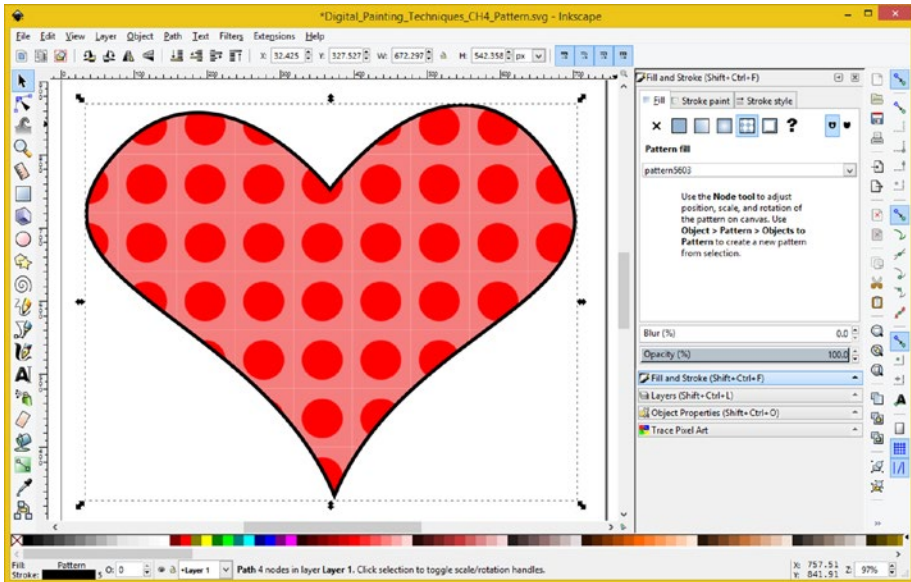 *Digital_Painting_Techniques_CH4_Pattern.svg - Inkscape
File Edit View Layer Object Path Text Filters Extensions Help
X: 32.425 Y: 327.527 W: 672.297 H: 542.358 px
Fill and Stroke (Shift+Ctrl+F)
Fill Stroke paint Stroke style
?
Pattern fill
pattern5603
Use the Node tool to adjust
position, scale, and rotation of
the pattern on canvas. Use
Object > Pattern > Objects to
Pattern to create a new pattern
from selection.
Blur (%) 0.0
Opacity (%) 100.0
Fill and Stroke (Shift+Ctrl+F)
Layers (Shift+Ctrl+L)
Object Properties (Shift+Ctrl+O)
Trace Pixel Art
Fill: Pattern
Stroke: 5 O: 0 •Layer 1 Path 4 nodes in layer Layer 1. Click selection to toggle scale/rotation handles.
X: 757.51
Y: 841.91 Z: 97%